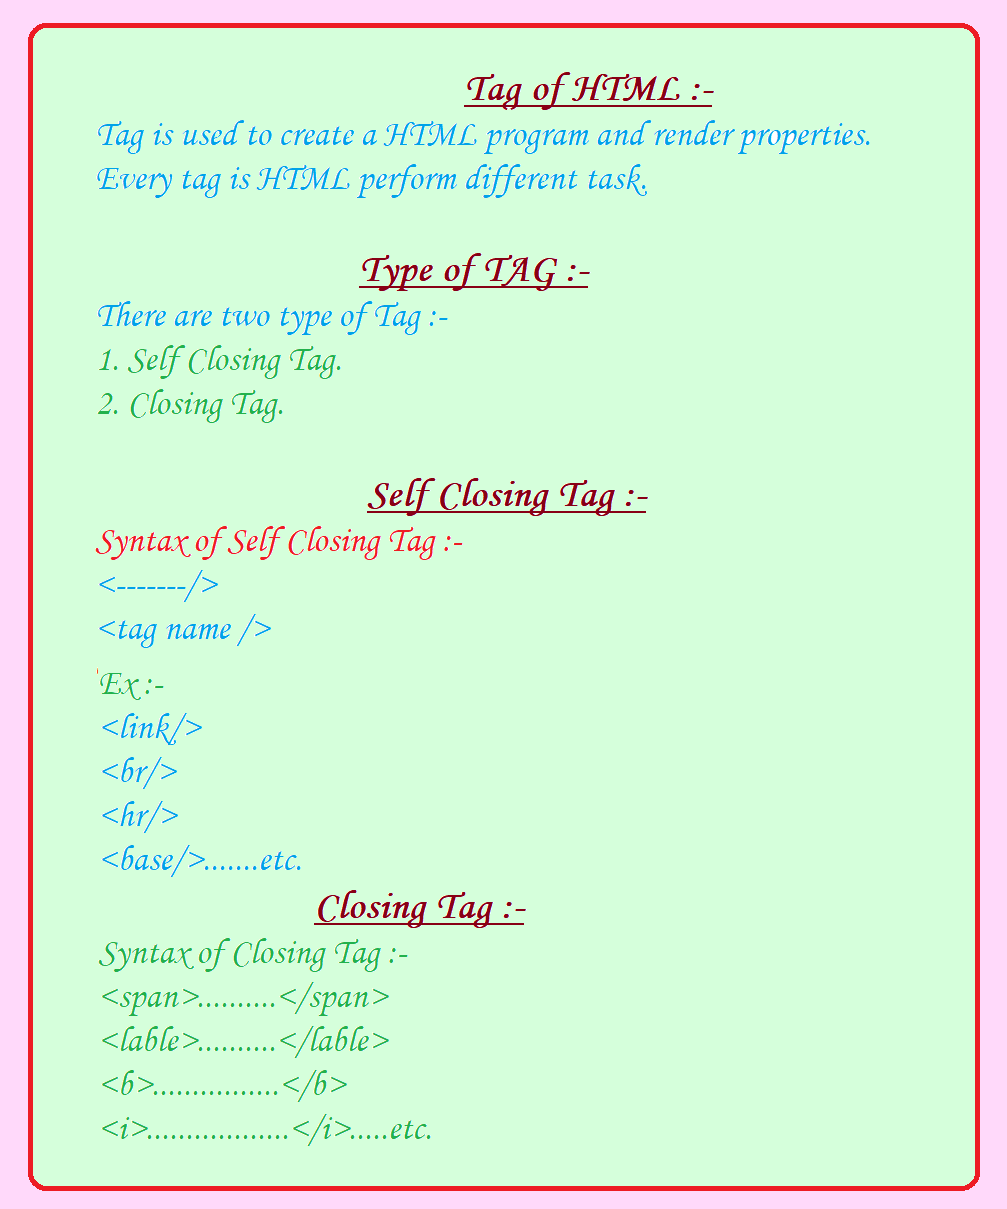 Tag of HTML :-
Tag is used to create a HTML program and render properties.
Every tag is HTML perform different task.
Type of TAG :-
There are two type of Tag :-
1. Self Closing Tag.
2. Closing Tag.
Self Closing Tag :-
Syntax of Self Closing Tag :-
<-------/>
<tag name />
Ex :-
<link/>
<br/>
<hr/>
<base/>.......etc.
Closing Tag :-
Syntax of Closing Tag :-
<span>..........</span>
<lable>..........</lable>
<b>................</b>
<i>..................</i>.....etc.